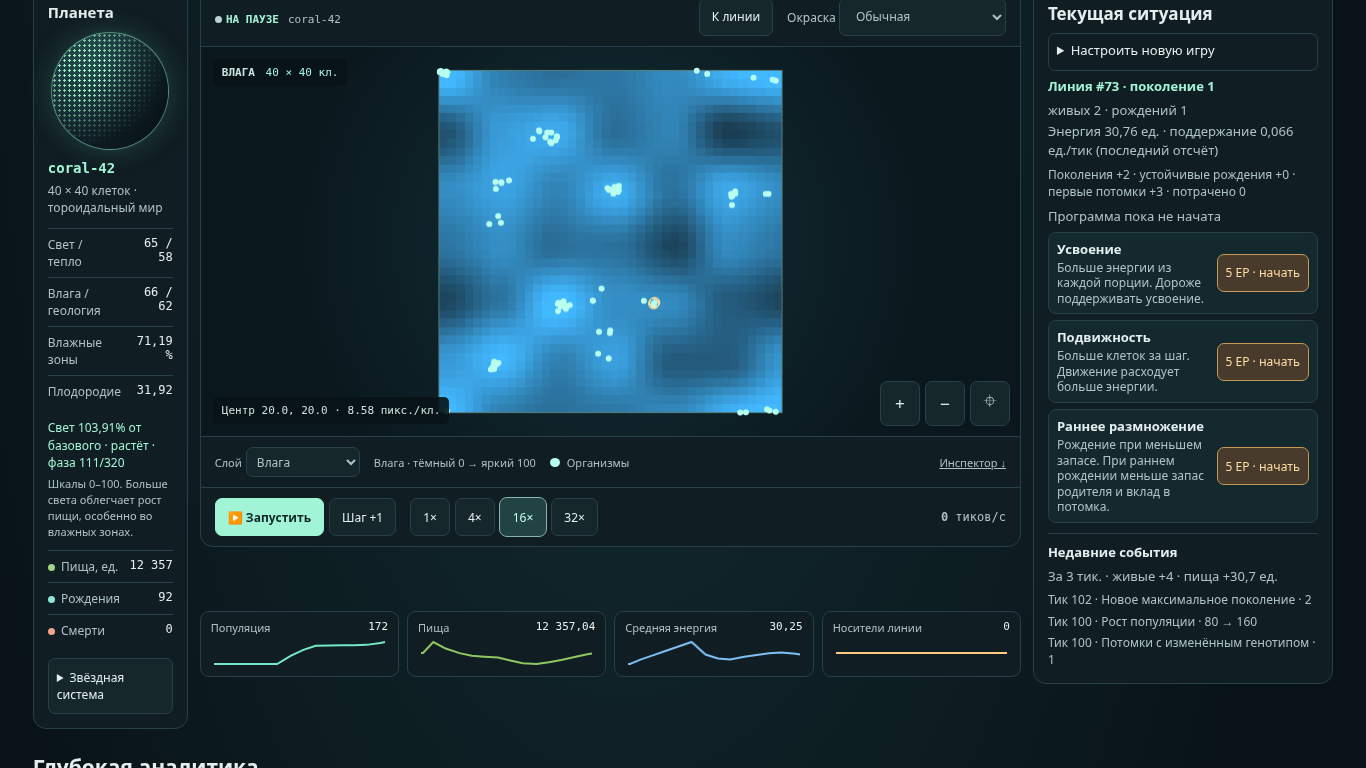 Планета
coral-42
40 × 40 клеток ·
тороидальный мир
Свет /
тепло
65 /
58
Влага /
геология
66 /
62
Влажные
зоны
71,19
%
Плодородие 31,92
Свет 103,91% от
базового · растёт ·
фаза 111/320
Шкалы 0–100. Больше
света облегчает рост
пищи, особенно во
влажных зонах.
Пища, ед. 12 357
Рождения 92
Смерти 0
▶ Звёздная
система
НА ПАУЗЕ coral-42
К линии
Окраска Обычная
ВЛАГА 40 × 40 кл.
Центр 20.0, 20.0 · 8.58 пикс./кл.
+ −
Слой Влага
Влага · тёмный 0 → яркий 100
Организмы
Инспектор ↓
▶ Запустить Шаг +1 1× 4× 16× 32×
0 тиков/с
Популяция 172
Пища 12 357,04
Средняя энергия 30,25
Носители линии 0
Текущая ситуация
▶ Настроить новую игру
Линия #73 · поколение 1
живых 2 · рождений 1
Энергия 30,76 ед. · поддержание 0,066
ед./тик (последний отсчёт)
Поколения +2 · устойчивые рождения +0 ·
первые потомки +3 · потрачено 0
Программа пока не начата
Усвоение
Больше энергии из
каждой порции. Дороже
поддерживать усвоение.
5 EP · начать
Подвижность
Больше клеток за шаг.
Движение расходует
больше энергии.
5 EP · начать
Раннее размножение
Рождение при меньшем
запасе. При раннем
рождении меньше запас
родителя и вклад в
потомка.
5 EP · начать
Недавние события
За 3 тик. · живые +4 · пища +30,7 ед.
Тик 102 · Новое максимальное поколение · 2
Тик 100 · Рост популяции · 80 → 160
Тик 100 · Потомки с изменённым генотипом ·
1
Глубокая аналитика